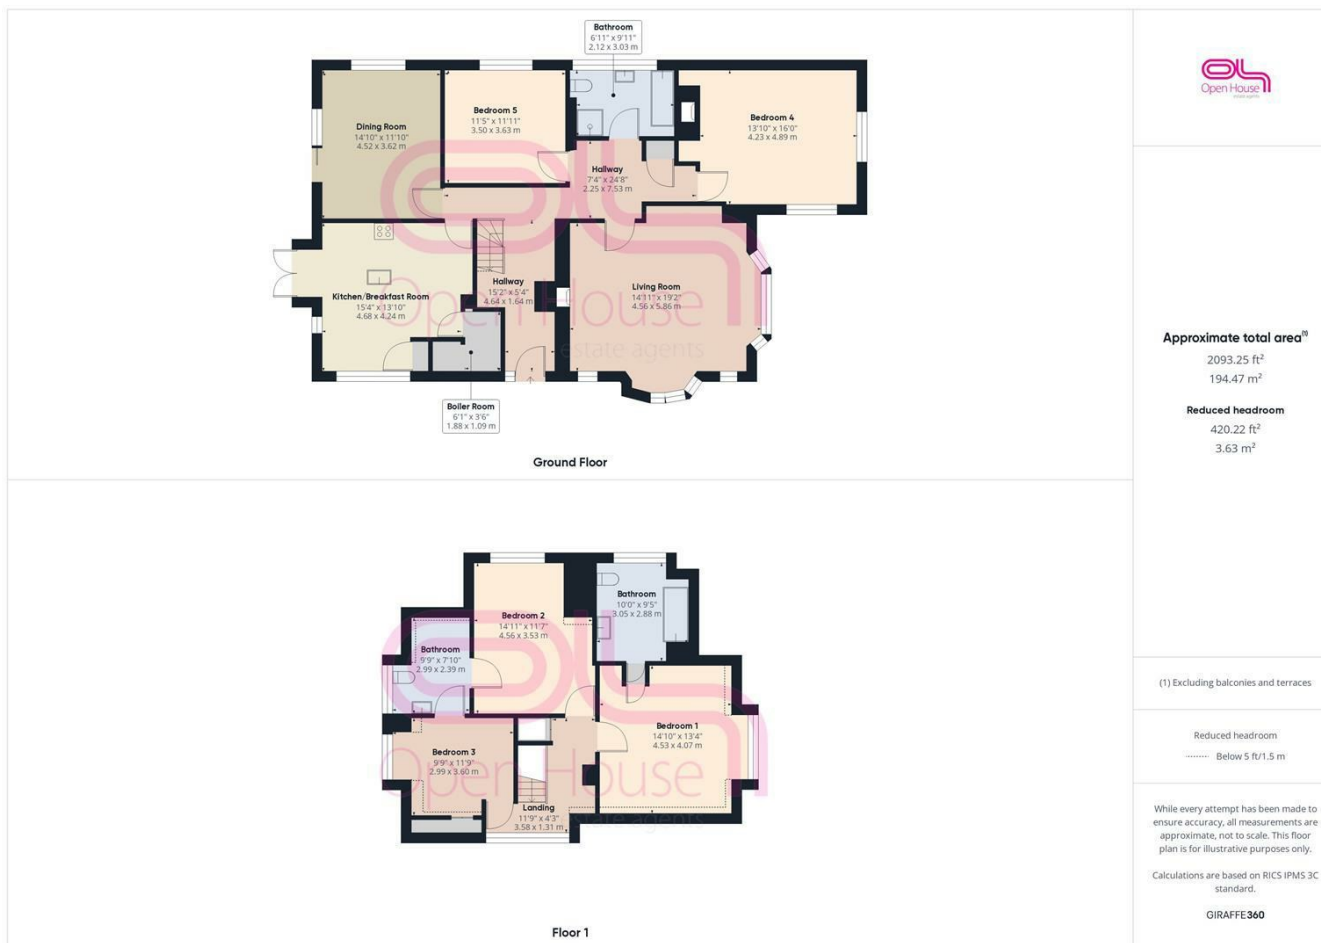 Bathroom
6'11" x 9'11"
2.12 x 3.03 m
Dining Room
14'10" x 11'10"
4.52 x 3.62 m
Bedroom 5
11'5" x 11'11"
3.50 x 3.63 m
Bedroom 4
13'10" x 16'0"
4.23 x 4.89 m
Hallway
7'4" x 24'8"
2.25 x 7.53 m
Kitchen/Breakfast Room
15'4" x 13'10"
4.68 x 4.24 m
Hallway
15'2" x 5'4"
4.64 x 1.64 m
Living Room
14'11" x 19'2"
4.56 x 5.86 m
Boiler Room
6'1" x 3'6"
1.88 x 1.09 m
Open House
estate agents
Ground Floor
Bedroom 2
14'11" x 11'7"
4.56 x 3.53 m
Bathroom
10'0" x 9'5"
3.05 x 2.88 m
Bathroom
9'9" x 7'10"
2.99 x 2.39 m
Bedroom 1
14'10" x 13'4"
4.53 x 4.07 m
Bedroom 3
9'9" x 11'9"
2.99 x 3.60 m
Landing
11'9" x 4'3"
3.58 x 1.31 m
Open House
estate agents
Floor 1
Open House
estate agents
Approximate total area(1)
2093.25 ft²
194.47 m²
Reduced headroom
420.22 ft²
3.63 m²
(1) Excluding balconies and terraces
Reduced headroom
Below 5 ft/1.5 m
While every attempt has been made to
ensure accuracy, all measurements are
approximate, not to scale. This floor
plan is for illustrative purposes only.
Calculations are based on RICS IPMS 3C
standard.
GIRAFFE360